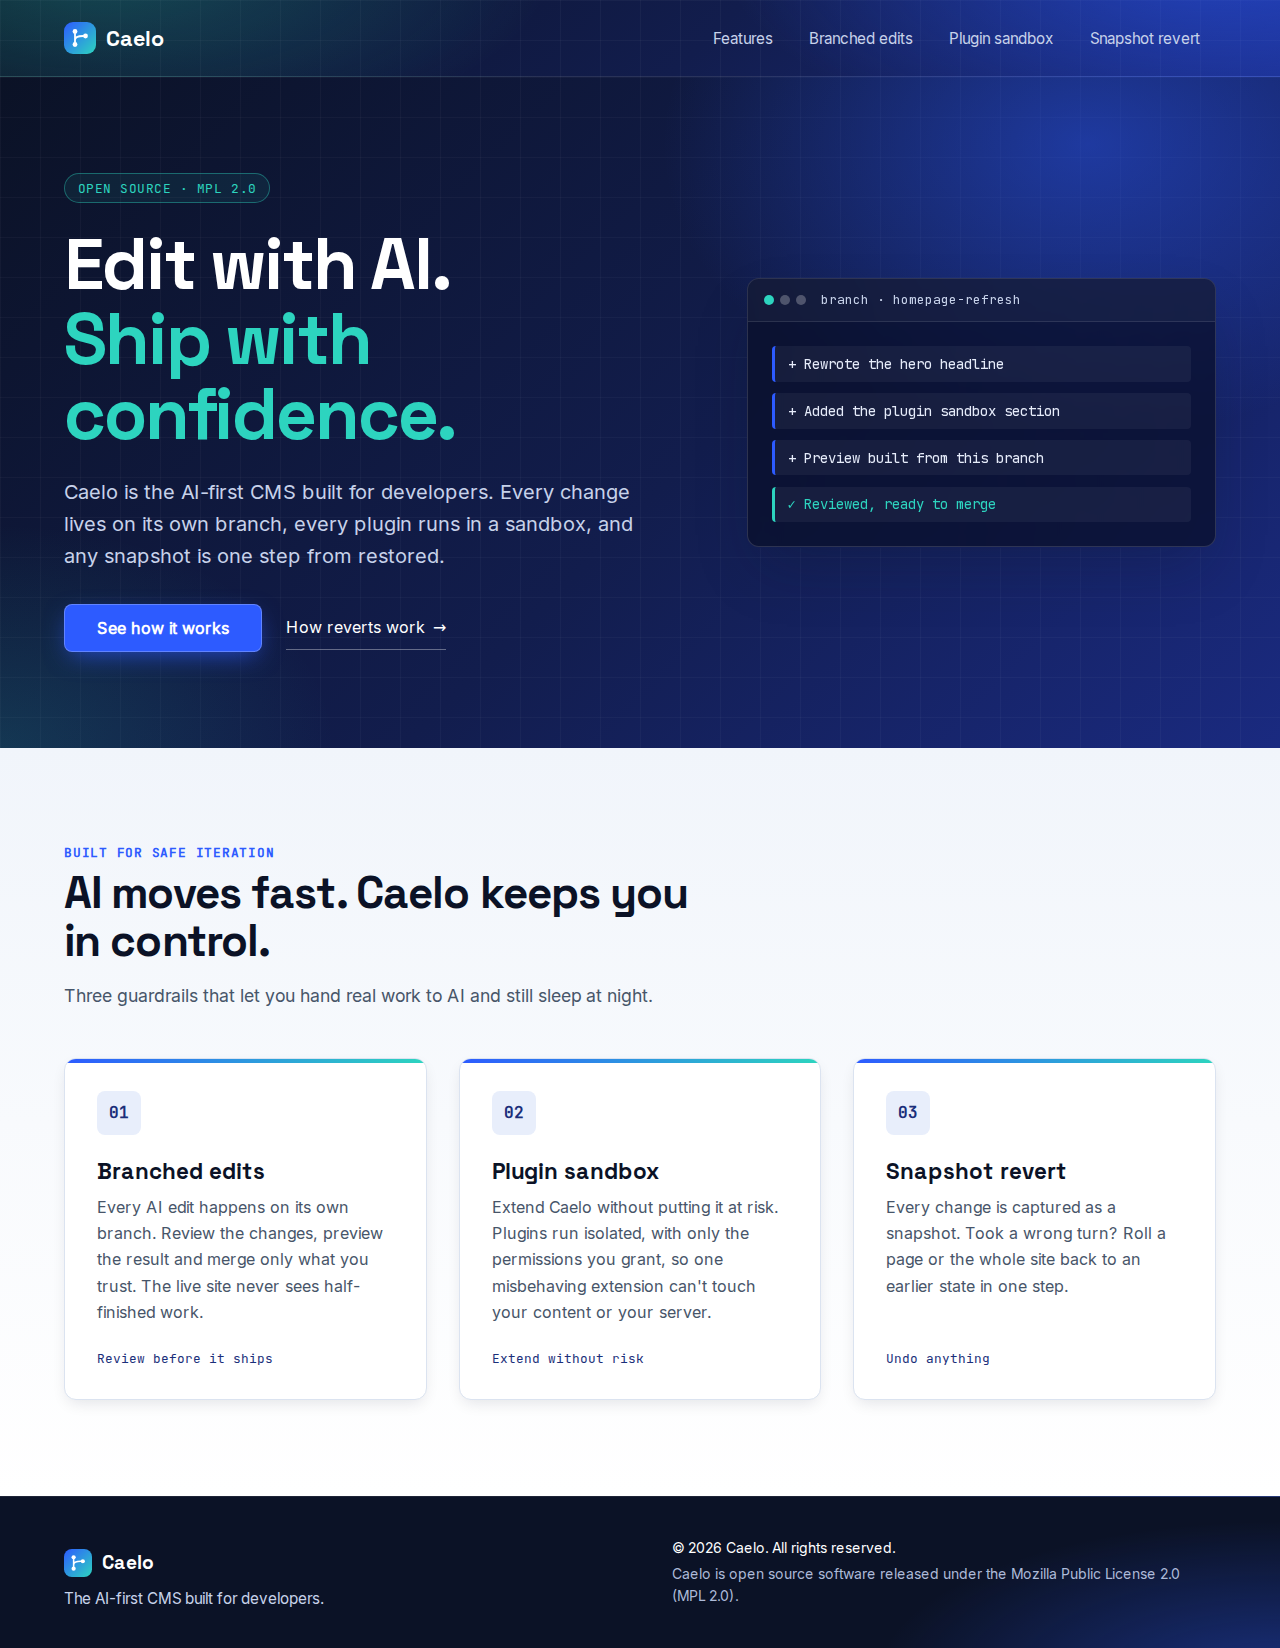 Caelo
Features
Branched edits
Plugin sandbox
Snapshot revert
OPEN SOURCE · MPL 2.0
Edit with AI.
Ship with
confidence.
Caelo is the AI-first CMS built for developers. Every change
lives on its own branch, every plugin runs in a sandbox, and
any snapshot is one step from restored.
See how it works
How reverts work →
branch · homepage-refresh
+ Rewrote the hero headline
+ Added the plugin sandbox section
+ Preview built from this branch
✓ Reviewed, ready to merge
BUILT FOR SAFE ITERATION
AI moves fast. Caelo keeps you
in control.
Three guardrails that let you hand real work to AI and still sleep at night.
01
Branched edits
Every AI edit happens on its own
branch. Review the changes, preview
the result and merge only what you
trust. The live site never sees half-
finished work.
Review before it ships
02
Plugin sandbox
Extend Caelo without putting it at risk.
Plugins run isolated, with only the
permissions you grant, so one
misbehaving extension can't touch
your content or your server.
Extend without risk
03
Snapshot revert
Every change is captured as a
snapshot. Took a wrong turn? Roll a
page or the whole site back to an
earlier state in one step.
Undo anything
Caelo
The AI-first CMS built for developers.
© 2026 Caelo. All rights reserved.
Caelo is open source software released under the Mozilla Public License 2.0
(MPL 2.0).